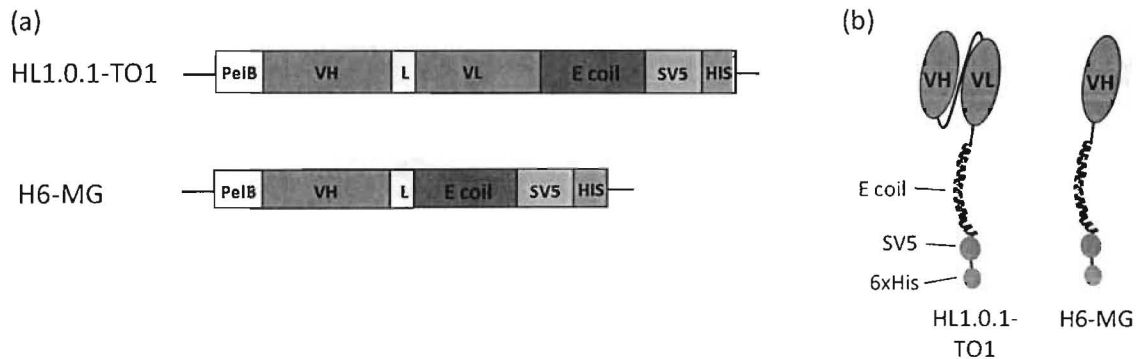 (a)
HL1.0.1-TO1
PelB VH L VL E coil SV5 HIS
H6-MG
PelB VH L E coil SV5 HIS
(b)
VH VL VH
E coil
SV5
6xHis
HL1.0.1- H6-MG
TO1